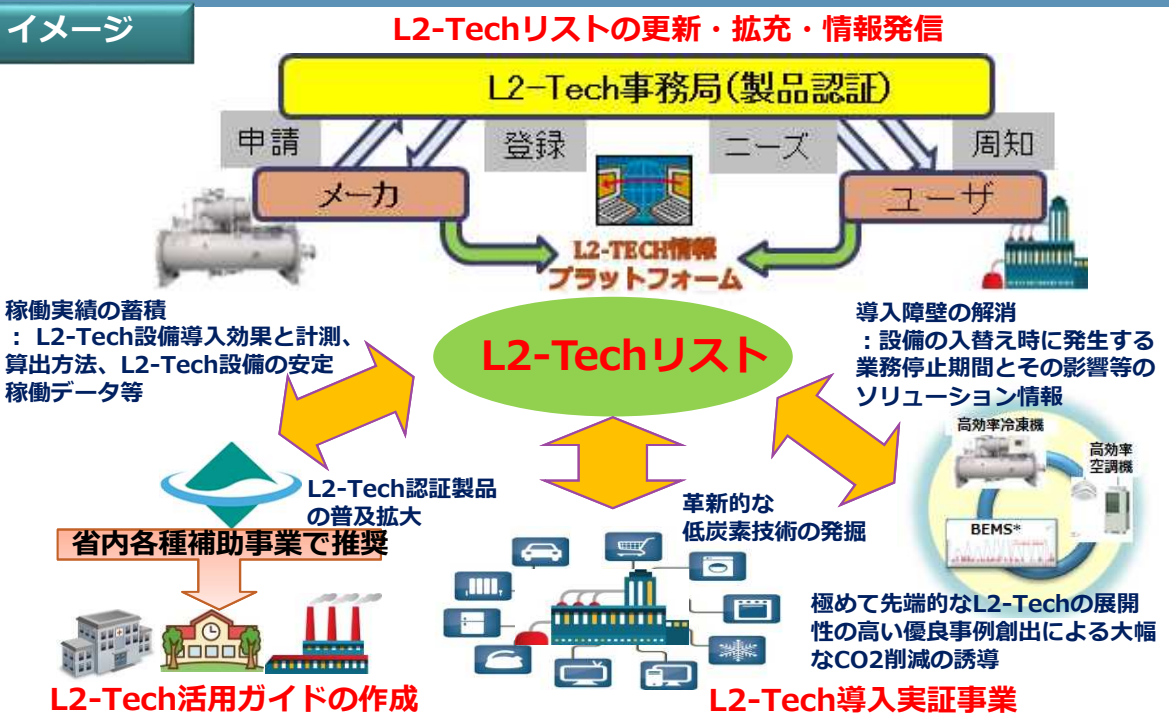 イメージ
L2-Techリストの更新・拡充・情報発信
L2-Tech事務局(製品認証)
申請
登録
ニーズ
周知
メーカ
ユーザ
L2-TECH情報
プラットフォーム
稼働実績の蓄積
： L2-Tech設備導入効果と計測、
算出方法、L2-Tech設備の安定
稼働データ等
L2-Techリスト
導入障壁の解消
：設備の入替え時に発生する
業務停止期間とその影響等の
ソリューション情報
高効率冷凍機
高効率
空調機
BEMS*
L2-Tech認証製品
の普及拡大
革新的な
低炭素技術の発掘
省内各種補助事業で推奨
極めて先端的なL2-Techの展開
性の高い優良事例創出による大幅
なCO2削減の誘導
L2-Tech活用ガイドの作成
L2-Tech導入実証事業